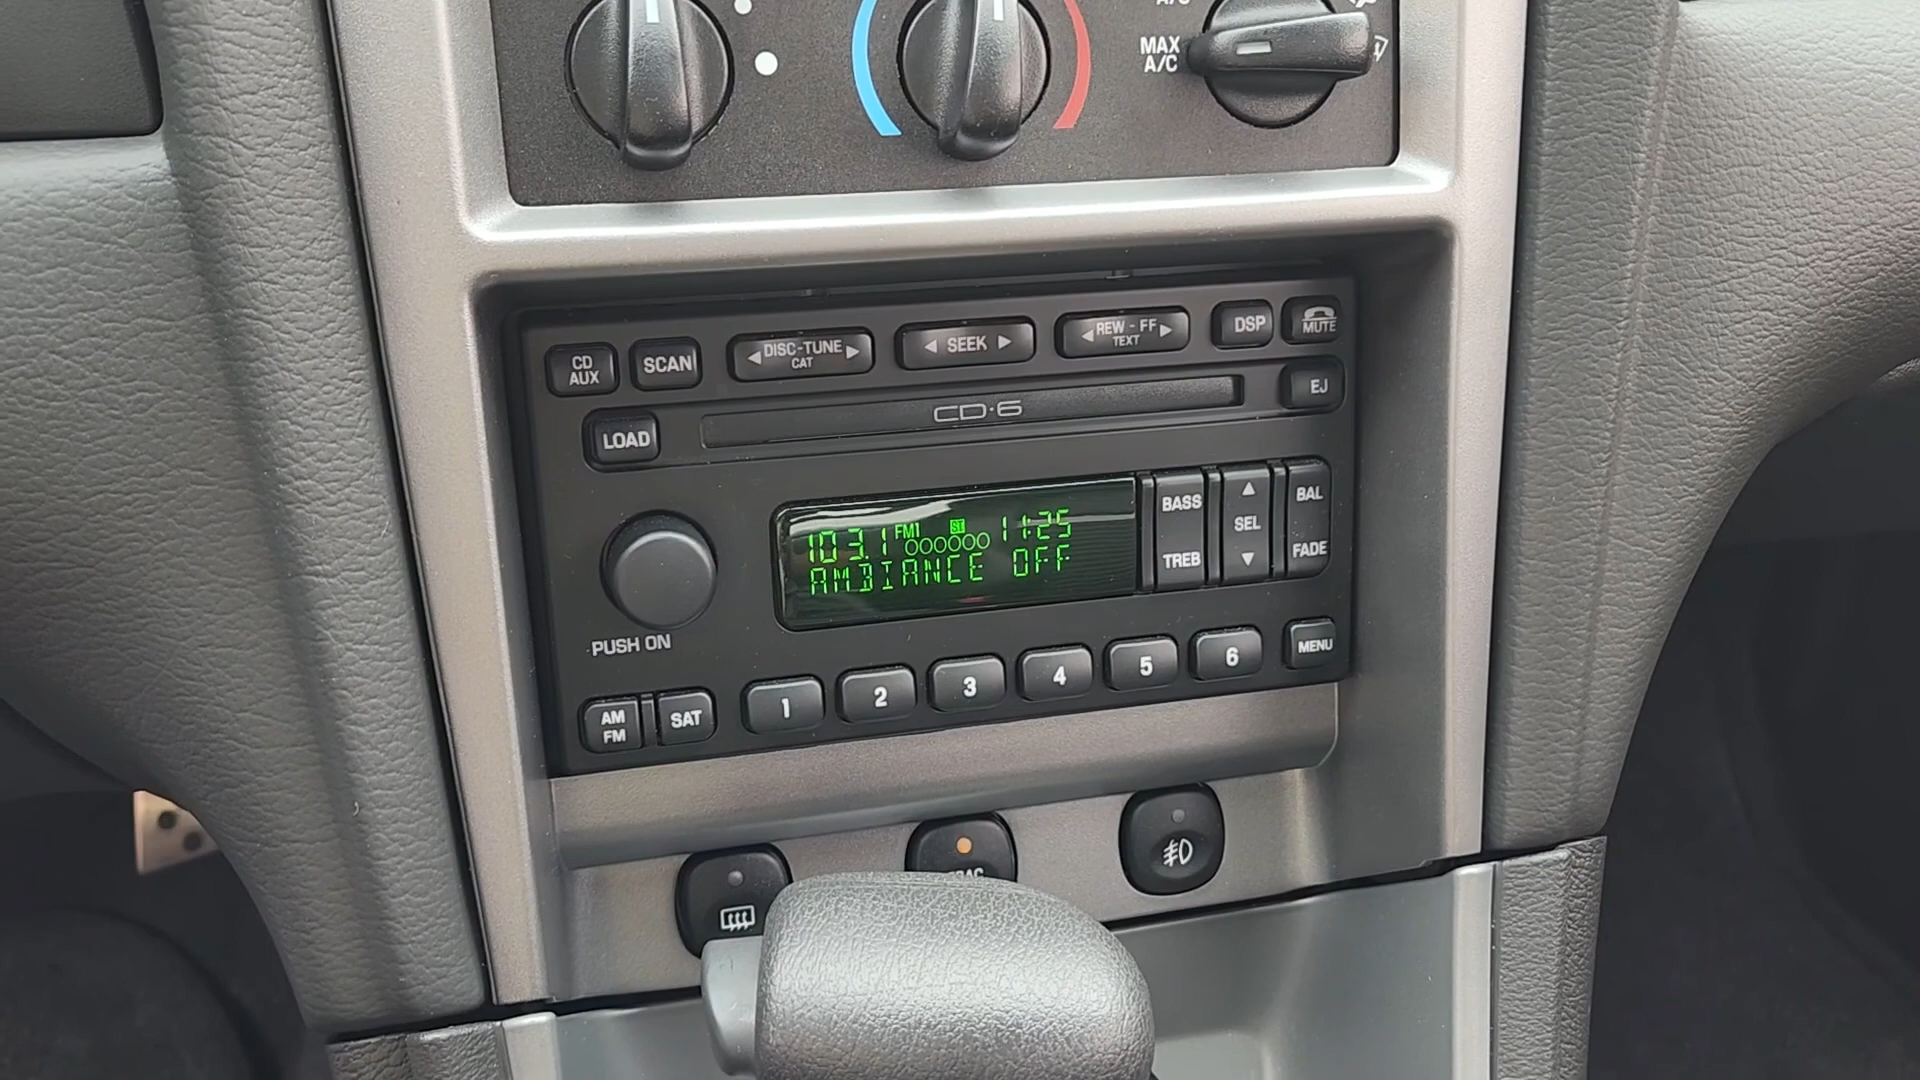 A/C
MAX
A/C
CD
AUX
SCAN
DISC-TUNE
CAT
SEEK
REW - FF
TEXT
DSP
MUTE
CD·6
EJ
LOAD
103.1 FM1 ST 11:25
AMBIANCE OFF
BASS
TREB
SEL
BAL
FADE
PUSH ON
AM
FM
SAT
1
2
3
4
5
6
MENU